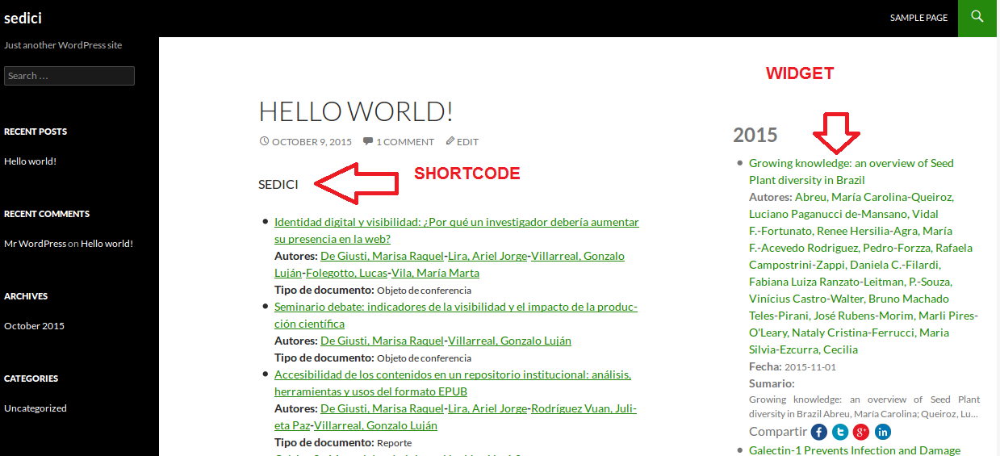 sedici
SAMPLE PAGE
Just another WordPress site
Search …
RECENT POSTS
Hello world!
RECENT COMMENTS
Mr WordPress on Hello world!
ARCHIVES
October 2015
CATEGORIES
Uncategorized
HELLO WORLD!
OCTOBER 9, 2015 1 COMMENT EDIT
SEDICI
SHORTCODE
Identidad digital y visibilidad: ¿Por qué un investigador debería aumentar
su presencia en la web?
Autores: De Giusti, Marisa Raquel-Lira, Ariel Jorge-Villarreal, Gonzalo
Luján-Folegotto, Lucas-Vila, María Marta
Tipo de documento: Objeto de conferencia
Seminario debate: indicadores de la visibilidad y el impacto de la produc-
ción científica
Autores: De Giusti, Marisa Raquel-Villarreal, Gonzalo Luján
Tipo de documento: Objeto de conferencia
Accesibilidad de los contenidos en un repositorio institucional: análisis,
herramientas y usos del formato EPUB
Autores: De Giusti, Marisa Raquel-Lira, Ariel Jorge-Rodríguez Vuan, Juli-
eta Paz-Villarreal, Gonzalo Luján
Tipo de documento: Reporte
WIDGET
2015
Growing knowledge: an overview of Seed
Plant diversity in Brazil
Autores: Abreu, María Carolina-Queiroz,
Luciano Paganucci de-Mansano, Vidal
F.-Fortunato, Renee Hersilia-Agra, María
F.-Acevedo Rodriguez, Pedro-Forzza, Rafaela
Campostrini-Zappi, Daniela C.-Filardi,
Fabiana Luiza Ranzato-Leitman, P.-Souza,
Vinícius Castro-Walter, Bruno Machado
Teles-Pirani, José Rubens-Morim, Marli Pires-
O'Leary, Nataly Cristina-Ferrucci, Maria
Silvia-Ezcurra, Cecilia
Fecha: 2015-11-01
Sumario:
Growing knowledge: an overview of Seed Plant
diversity in Brazil Abreu, María Carolina; Queiroz, Lu...
Compartir f t g+ in
Galectin-1 Prevents Infection and Damage